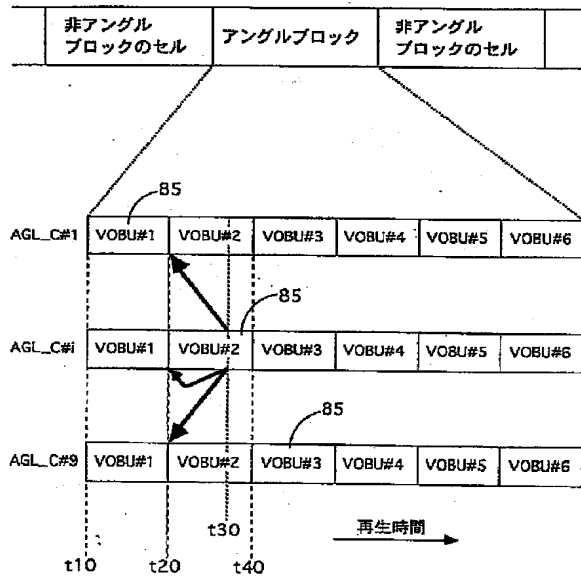 非アングル
ブロックのセル
アングルブロック
非アングル
ブロックのセル
85
AGL_C#1 VOBU#1 VOBU#2 VOBU#3 VOBU#4 VOBU#5 VOBU#6
85
AGL_C#i VOBU#1 VOBU#2 VOBU#3 VOBU#4 VOBU#5 VOBU#6
85
AGL_C#9 VOBU#1 VOBU#2 VOBU#3 VOBU#4 VOBU#5 VOBU#6
t30
再生時間
t10 t20 t40